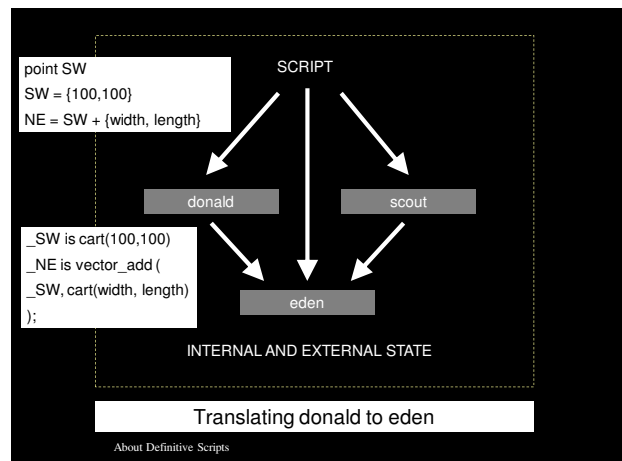 point SW
SW = {100,100}
NE = SW + {width, length}
SCRIPT
donald
scout
_SW is cart(100,100)
_NE is vector_add (
_SW, cart(width, length)
);
eden
INTERNAL AND EXTERNAL STATE
Translating donald to eden
About Definitive Scripts